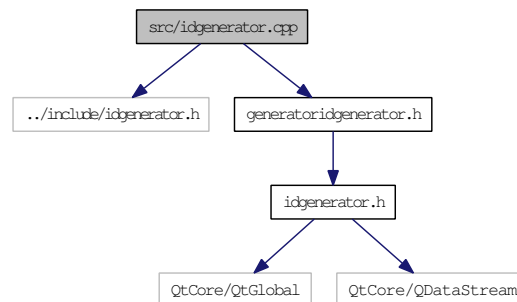 src/idgenerator.cpp
../include/idgenerator.h
generatoridgenerator.h
idgenerator.h
QtCore/QtGlobal
QtCore/QDataStream